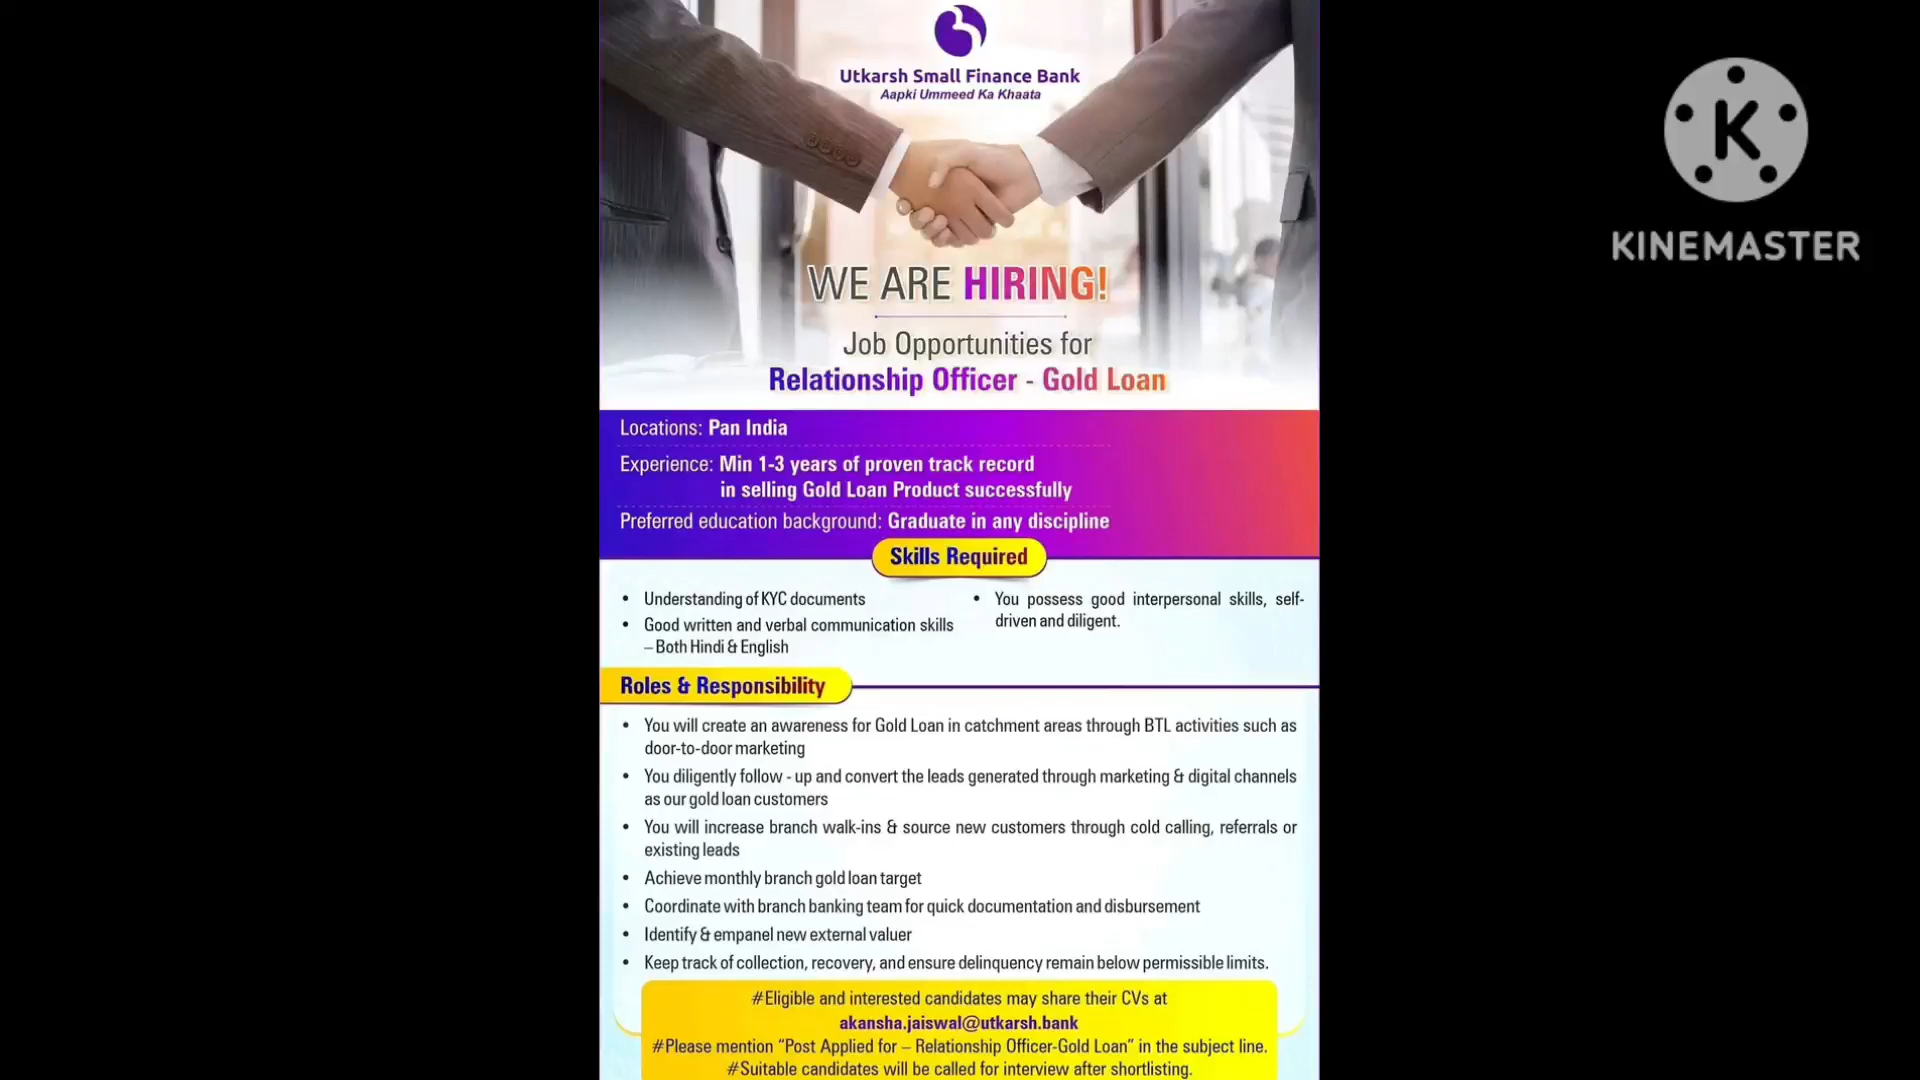 Utkarsh Small Finance Bank
Aapki Ummeed Ka Khaata
WE ARE HIRING!
Job Opportunities for
Relationship Officer - Gold Loan
Locations: Pan India
Experience: Min 1-3 years of proven track record
in selling Gold Loan Product successfully
Preferred education background: Graduate in any discipline
Skills Required
• Understanding of KYC documents
• Good written and verbal communication skills
– Both Hindi & English
• You possess good interpersonal skills, self-
driven and diligent.
Roles & Responsibility
• You will create an awareness for Gold Loan in catchment areas through BTL activities such as
door-to-door marketing
• You diligently follow - up and convert the leads generated through marketing & digital channels
as our gold loan customers
• You will increase branch walk-ins & source new customers through cold calling, referrals or
existing leads
• Achieve monthly branch gold loan target
• Coordinate with branch banking team for quick documentation and disbursement
• Identify & empanel new external valuer
• Keep track of collection, recovery, and ensure delinquency remain below permissible limits.
#Eligible and interested candidates may share their CVs at
akansha.jaiswal@utkarsh.bank
#Please mention “Post Applied for – Relationship Officer-Gold Loan” in the subject line.
#Suitable candidates will be called for interview after shortlisting.
K
KINEMASTER